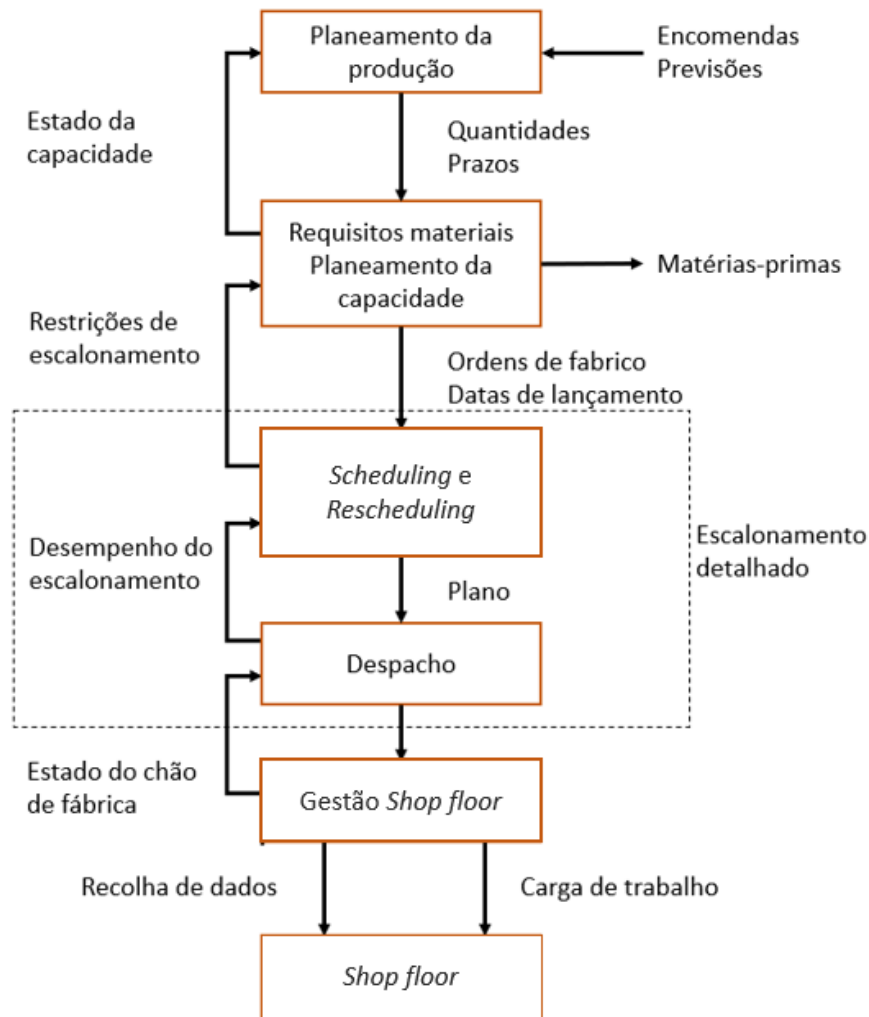 Planeamento da
produção
Encomendas
Previsões
Estado da
capacidade
Quantidades
Prazos
Requisitos materiais
Planeamento da
capacidade
Matérias-primas
Restrições de
escalonamento
Ordens de fabrico
Datas de lançamento
Scheduling e
Rescheduling
Desempenho do
escalonamento
Escalonamento
detalhado
Plano
Despacho
Estado do chão
de fábrica
Gestão Shop floor
Recolha de dados
Carga de trabalho
Shop floor